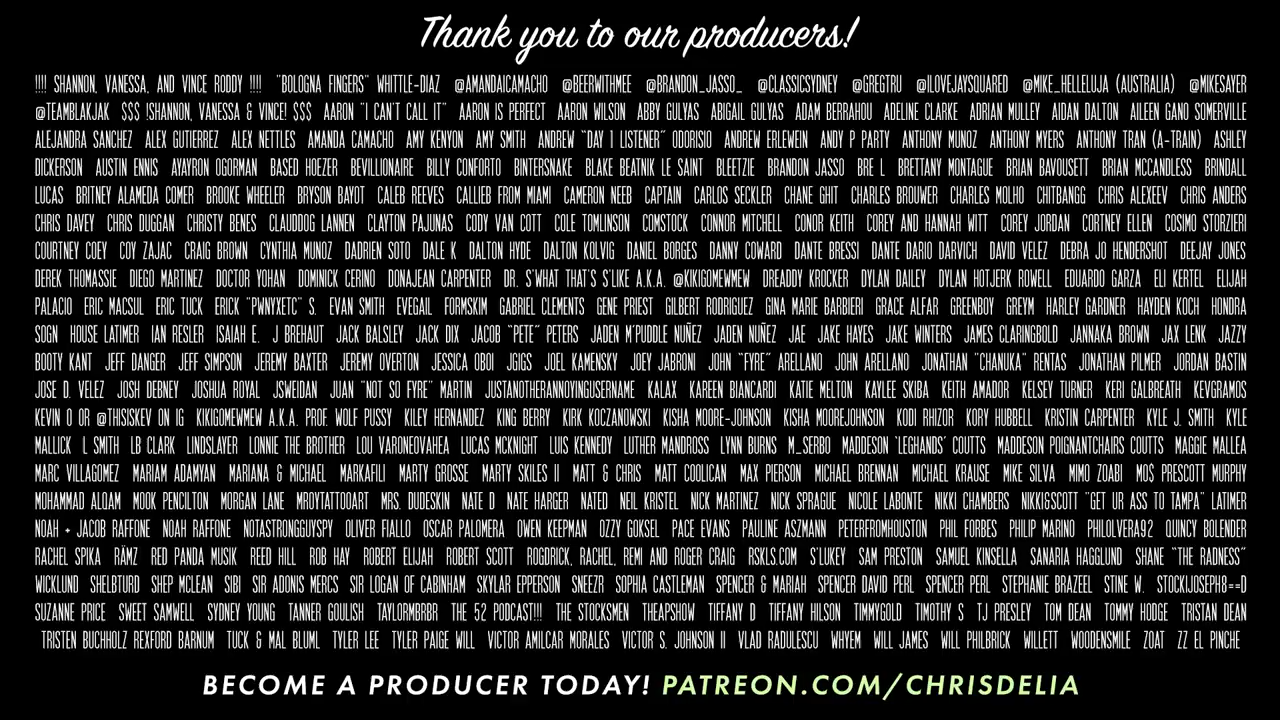 Thank you to our producers!
!!!! SHANNON, VANESSA, AND VINCE RODDY !!!! "BOLOGNA FINGERS" WHITTLE-DIAZ @AMANDAICAMACHO @BEERWITHMEE @BRANDON_JASSO_ @CLASSICSYDNEY @GREGTRU @ILOVEJAYSQUARED @MIKE_HELLELUJA (AUSTRALIA) @MIKESAYER
@TEAMBLAKJAK $$$ !SHANNON, VANESSA & VINCE! $$$ AARON "I CAN'T CALL IT" AARON IS PERFECT AARON WILSON ABBY GULYAS ABIGAIL GULYAS ADAM BERRAHOU ADELINE CLARKE ADRIAN MULLEY AIDAN DALTON AILEEN GANO SOMERVILLE
ALEJANDRA SANCHEZ ALEX GUTIERREZ ALEX NETTLES AMANDA CAMACHO AMY KENYON AMY SMITH ANDREW "DAY 1 LISTENER" ODORISIO ANDREW ERLEWEIN ANDY P PARTY ANTHONY MUNOZ ANTHONY MYERS ANTHONY TRAN (A-TRAIN) ASHLEY
DICKERSON AUSTIN ENNIS AYAYRON OGORMAN BASED HOEZER BEVILLIONAIRE BILLY CONFORTO BINTERSNAKE BLAKE BEATNIK LE SAINT BLEETZIE BRANDON JASSO BRE L BRETTANY MONTAGUE BRIAN BAVOUSETT BRIAN MCCANDLESS BRINDALL
LUCAS BRITNEY ALAMEDA COMER BROOKE WHEELER BRYSON BAYOT CALEB REEVES CALLIEB FROM MIAMI CAMERON NEEB CAPTAIN CARLOS SECKLER CHANE GHIT CHARLES BROUWER CHARLES MOLHO CHITBANGG CHRIS ALEXEEV CHRIS ANDERS
CHRIS DAVEY CHRIS DUGGAN CHRISTY BENES CLAUDDOG LANNEN CLAYTON PAJUNAS CODY VAN COTT COLE TOMLINSON COMSTOCK CONNOR MITCHELL CONOR KEITH COREY AND HANNAH WITT COREY JORDAN CORTNEY ELLEN COSIMO STORZIERI
COURTNEY COEY COY ZAJAC CRAIG BROWN CYNTHIA MUNOZ DADRIEN SOTO DALE K DALTON HYDE DALTON KOLVIG DANIEL BORGES DANNY COWARD DANTE BRESSI DANTE DARIO DARVICH DAVID VELEZ DEBRA JO HENDERSHOT DEEJAY JONES
DEREK THOMASSIE DIEGO MARTINEZ DOCTOR YOHAN DOMINICK CERINO DONAJEAN CARPENTER DR. S'WHAT THAT'S S'LIKE A.K.A. @KIKIGOMEWMEW DREADDY KROCKER DYLAN DAILEY DYLAN HOTJERK ROWELL EDUARDO GARZA ELI KERTEL ELIJAH
PALACIO ERIC MACSUL ERIC TUCK ERICK "PWNYXETC" S. EVAN SMITH EVEGAIL FORMSKIM GABRIEL CLEMENTS GENE PRIEST GILBERT RODRIGUEZ GINA MARIE BARBIERI GRACE ALFAR GREENBOY GREYM HARLEY GARDNER HAYDEN KOCH HONDRA
SOGN HOUSE LATIMER IAN RESLER ISAIAH E. J BREHAUT JACK BALSLEY JACK DIX JACOB "PETE" PETERS JADEN M'PUDDLE NUÑEZ JADEN NUÑEZ JAE JAKE HAYES JAKE WINTERS JAMES CLARINGBOLD JANNAKA BROWN JAX LENK JAZZY
BOOTY KANT JEFF DANGER JEFF SIMPSON JEREMY BAXTER JEREMY OVERTON JESSICA OBOI JGIGS JOEL KAMENSKY JOEY JABRONI JOHN "FYRE" ARELLANO JOHN ARELLANO JONATHAN "CHANUKA" RENTAS JONATHAN PILMER JORDAN BASTIN
JOSE D. VELEZ JOSH DEBNEY JOSHUA ROYAL JSWEIDAN JUAN "NOT SO FYRE" MARTIN JUSTANOTHERANNOYINGUSERNAME KALAX KAREEN BIANCARDI KATIE MELTON KAYLEE SKIBA KEITH AMADOR KELSEY TURNER KERI GALBREATH KEVGRAMOS
KEVIN O OR @THISISKEV ON IG KIKIGOMEWMEW A.K.A. PROF. WOLF PUSSY KILEY HERNANDEZ KING BERRY KIRK KOCZANOWSKI KISHA MOORE-JOHNSON KISHA MOOREJOHNSON KODI RHIZOR KORY HUBBELL KRISTIN CARPENTER KYLE J. SMITH KYLE
MALLICK L SMITH LB CLARK LINDSLAYER LONNIE THE BROTHER LOU VARONEOVAHEA LUCAS MCKNIGHT LUIS KENNEDY LUTHER MANDROSS LYNN BURNS M_SERBO MADDESON 'LEGHANDS' COUTTS MADDESON POIGNANTCHAIRS COUTTS MAGGIE MALLEA
MARC VILLAGOMEZ MARIAM ADAMYAN MARIANA & MICHAEL MARKAFILI MARTY GROSSE MARTY SKILES II MATT & CHRIS MATT COOLICAN MAX PIERSON MICHAEL BRENNAN MICHAEL KRAUSE MIKE SILVA MIMO ZOABI MO$ PRESCOTT MURPHY
MOHAMMAD ALQAM MOOK PENCILTON MORGAN LANE MROYTATTOOART MRS. DUDESKIN NATE D NATE HARGER NATED NEIL KRISTEL NICK MARTINEZ NICK SPRAGUE NICOLE LABONTE NIKKI CHAMBERS NIKKI&SCOTT "GET UR ASS TO TAMPA" LATIMER
NOAH + JACOB RAFFONE NOAH RAFFONE NOTASTRONGGUYSPY OLIVER FIALLO OSCAR PALOMERA OWEN KEEPMAN OZZY GOKSEL PACE EVANS PAULINE ASZMANN PETERFROMHOUSTON PHIL FORBES PHILIP MARINO PHILOLVERA92 QUINCY BOLENDER
RACHEL SPIKA RÄMZ RED PANDA MUSIK REED HILL ROB HAY ROBERT ELIJAH ROBERT SCOTT ROGDRICK, RACHEL, REMI AND ROGER CRAIG RSKLS.COM S'LUKEY SAM PRESTON SAMUEL KINSELLA SANARIA HAGGLUND SHANE "THE RADNESS"
WICKLUND SHELBTURD SHEP MCLEAN SIBI SIR ADONIS MERCS SIR LOGAN OF CABINHAM SKYLAR EPPERSON SNEEZR SOPHIA CASTLEMAN SPENCER & MARIAH SPENCER DAVID PERL SPENCER PERL STEPHANIE BRAZEEL STINE W. STOCKIJOSEPH8==D
SUZANNE PRICE SWEET SAMWELL SYDNEY YOUNG TANNER GOULISH TAYLORMBRBR THE 52 PODCAST!!! THE STOCKSMEN THEAPSHOW TIFFANY D TIFFANY HILSON TIMMYGOLD TIMOTHY S TJ PRESLEY TOM DEAN TOMMY HODGE TRISTAN DEAN
TRISTEN BUCHHOLZ REXFORD BARNUM TUCK & MAL BLUML TYLER LEE TYLER PAIGE WILL VICTOR AMILCAR MORALES VICTOR S. JOHNSON II VLAD RADULESCU WHYEM WILL JAMES WILL PHILBRICK WILLETT WOODENSMILE ZOAT ZZ EL PINCHE
BECOME A PRODUCER TODAY! PATREON.COM/CHRISDELIA